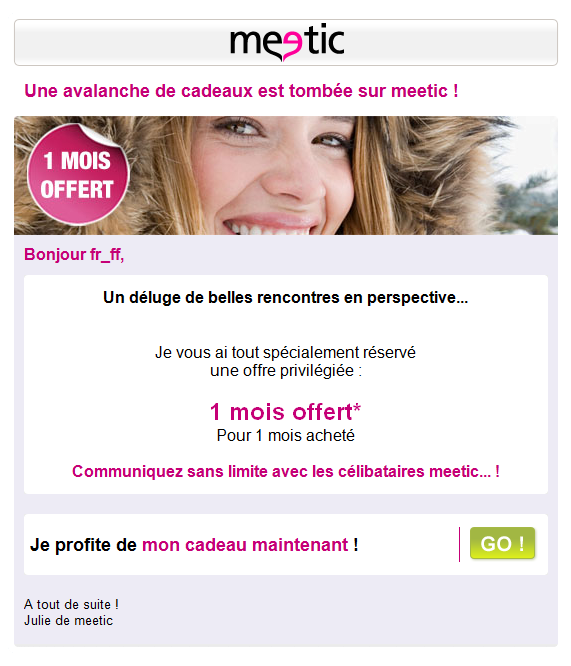 meetic
Une avalanche de cadeaux est tombée sur meetic !
1 MOIS
OFFERT
Bonjour fr_ff,
Un déluge de belles rencontres en perspective...
Je vous ai tout spécialement réservé
une offre privilégiée :
1 mois offert*
Pour 1 mois acheté
Communiquez sans limite avec les célibataires meetic... !
Je profite de mon cadeau maintenant !
GO !
A tout de suite !
Julie de meetic